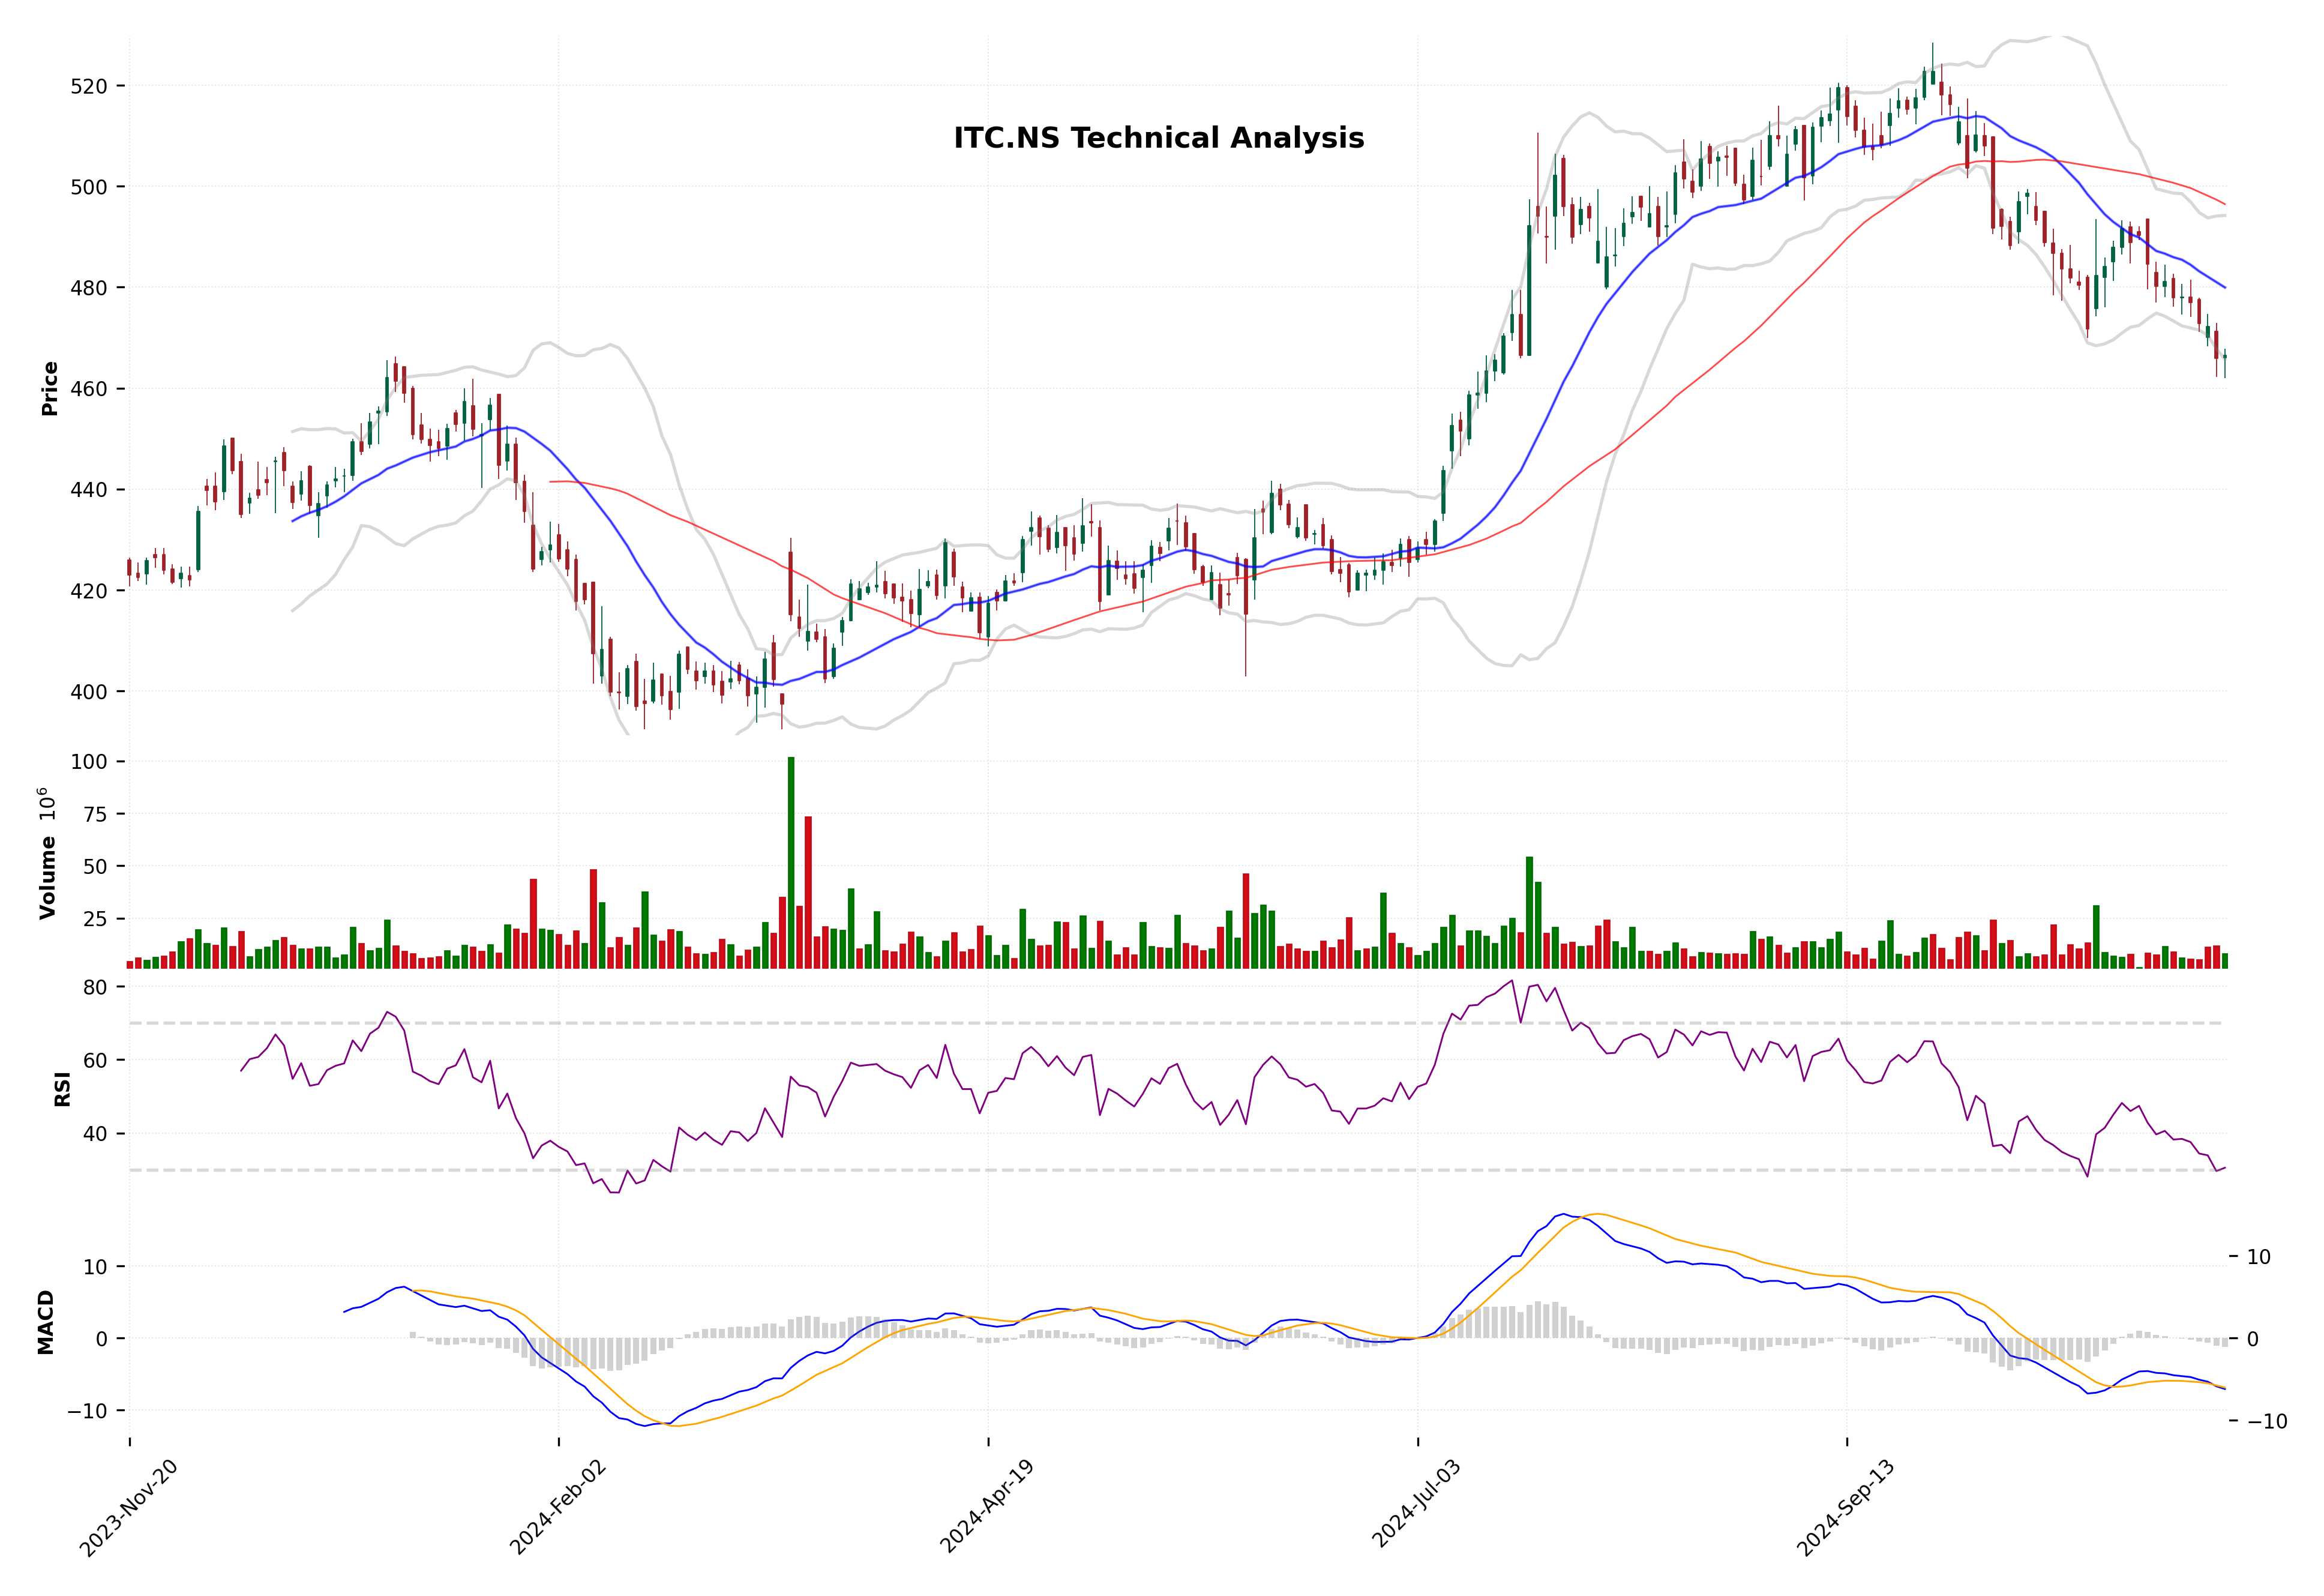 ITC.NS Technical Analysis
520
500
480
460
440
420
400
Price
100
75
50
25
Volume 10⁶
80
60
40
RSI
10
0
−10
MACD
10
0
−10
2023-Nov-20
2024-Feb-02
2024-Apr-19
2024-Jul-03
2024-Sep-13